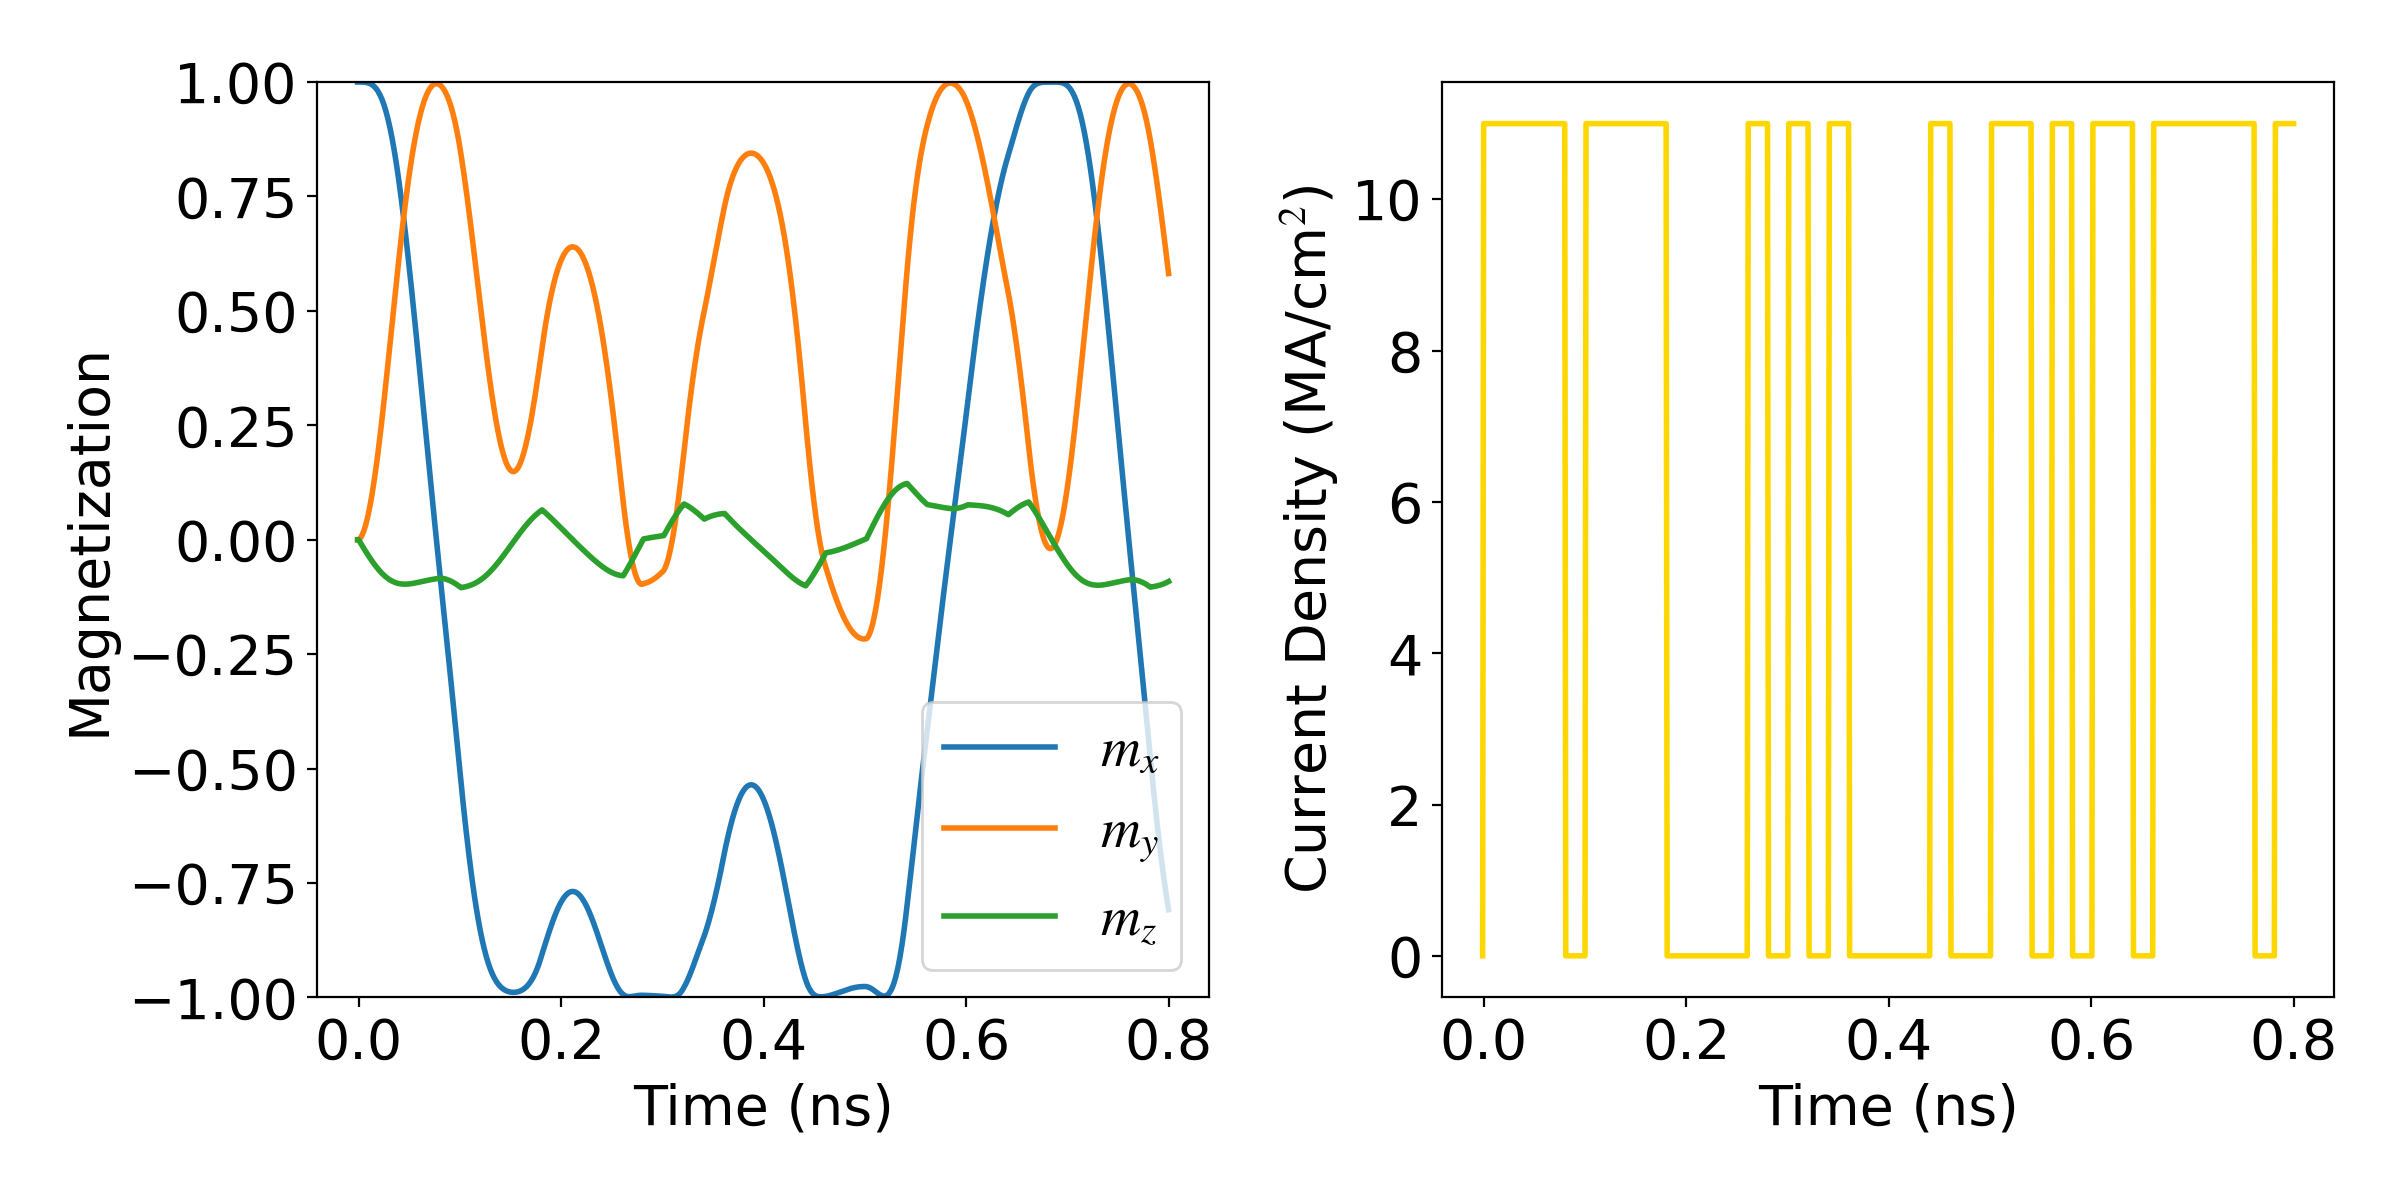 Magnetization
1.00
0.75
0.50
0.25
0.00
−0.25
−0.50
−0.75
−1.00
0.0 0.2 0.4 0.6 0.8
Time (ns)
m_x
m_y
m_z
Current Density (MA/cm²)
10
8
6
4
2
0
0.0 0.2 0.4 0.6 0.8
Time (ns)